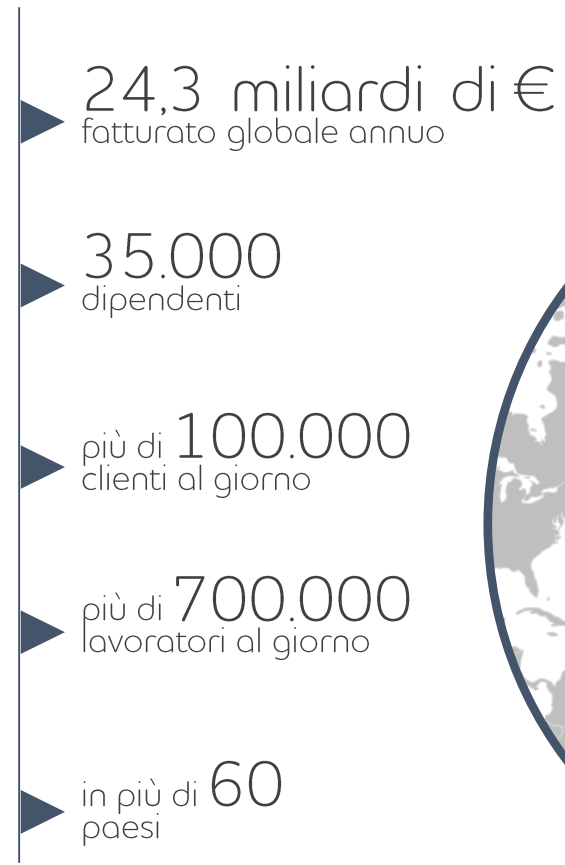 24,3 miliardi di €
fatturato globale annuo
35.000
dipendenti
più di 100.000
clienti al giorno
più di 700.000
lavoratori al giorno
in più di 60
paesi